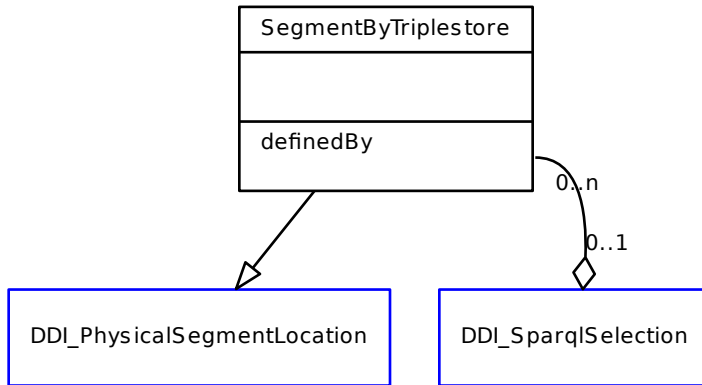 SegmentByTriplestore
definedBy
0..n
0..1
DDI_PhysicalSegmentLocation
DDI_SparqlSelection